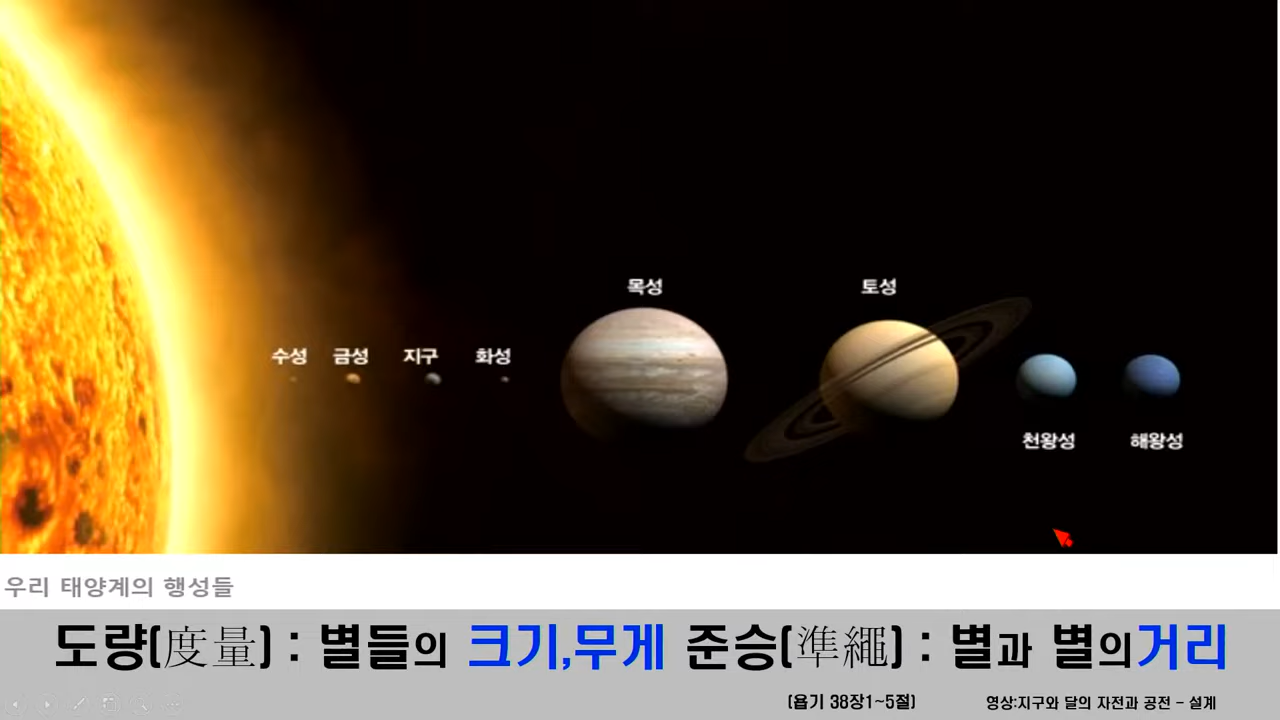 목성
토성
수성 금성 지구 화성
천왕성 해왕성
우리 태양계의 행성들
도량(度量) : 별들의 크기,무게 준승(準繩) : 별과 별의거리
(욥기 38장1~5절) 영상:지구와 달의 자전과 공전 - 설계